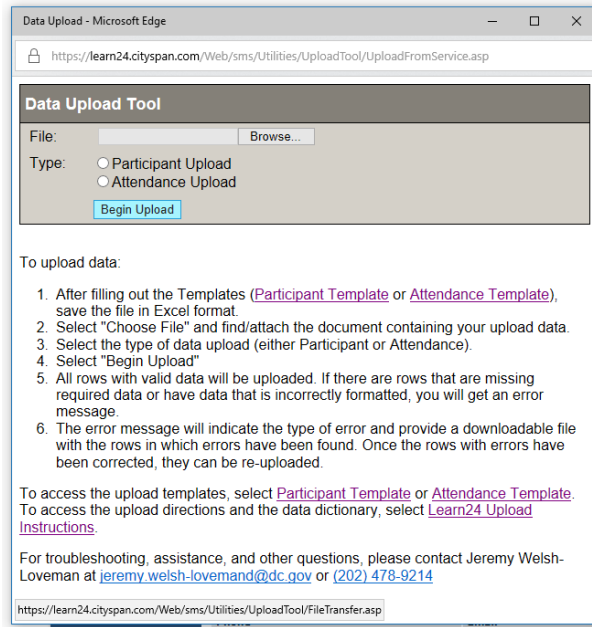 Data Upload - Microsoft Edge
https://learn24.cityspan.com/Web/sms/Utilities/UploadTool/UploadFromService.asp
Data Upload Tool
File: Browse...
Type: Participant Upload
Attendance Upload
Begin Upload
To upload data:
1. After filling out the Templates (Participant Template or Attendance Template),
save the file in Excel format.
2. Select "Choose File" and find/attach the document containing your upload data.
3. Select the type of data upload (either Participant or Attendance).
4. Select "Begin Upload"
5. All rows with valid data will be uploaded. If there are rows that are missing
required data or have data that is incorrectly formatted, you will get an error
message.
6. The error message will indicate the type of error and provide a downloadable file
with the rows in which errors have been found. Once the rows with errors have
been corrected, they can be re-uploaded.
To access the upload templates, select Participant Template or Attendance Template.
To access the upload directions and the data dictionary, select Learn24 Upload
Instructions.
For troubleshooting, assistance, and other questions, please contact Jeremy Welsh-
Loveman at jeremy.welsh-lovemand@dc.gov or (202) 478-9214
https://learn24.cityspan.com/Web/sms/Utilities/UploadTool/FileTransfer.asp